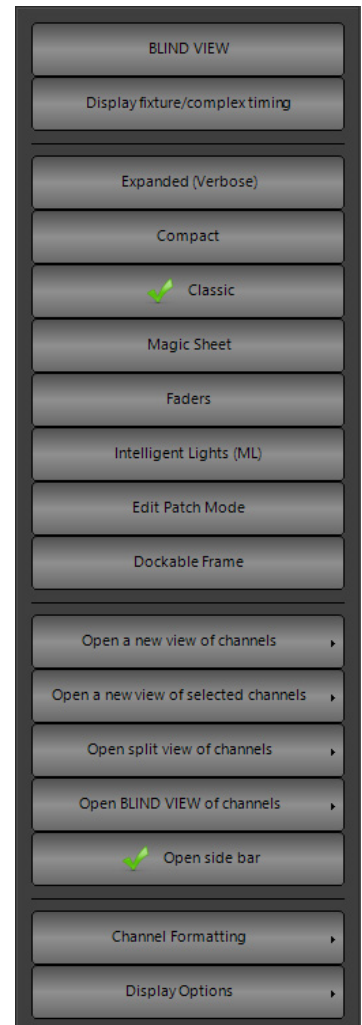 BLIND VIEW
Display fixture/complex timing
Expanded (Verbose)
Compact
Classic
Magic Sheet
Faders
Intelligent Lights (ML)
Edit Patch Mode
Dockable Frame
Open a new view of channels
Open a new view of selected channels
Open split view of channels
Open BLIND VIEW of channels
Open side bar
Channel Formatting
Display Options